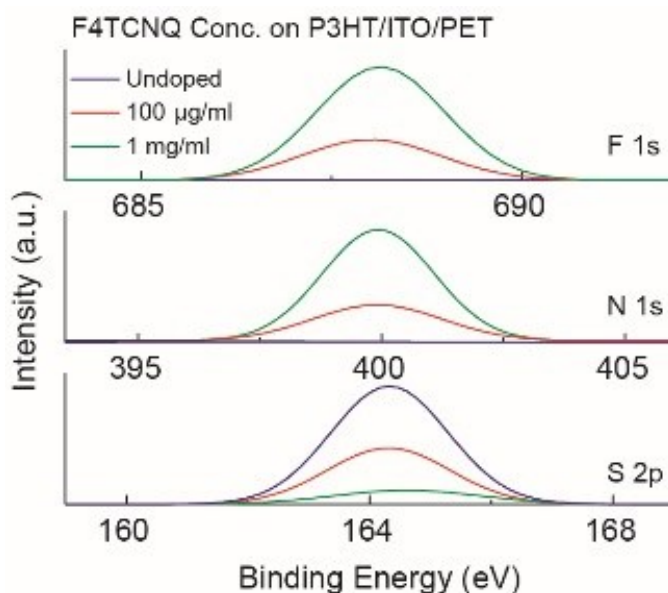 F4TCNQ Conc. on P3HT/ITO/PET
Undoped
100 µg/ml
1 mg/ml
F 1s
685 690
N 1s
395 400 405
S 2p
160 164 168
Intensity (a.u.)
Binding Energy (eV)